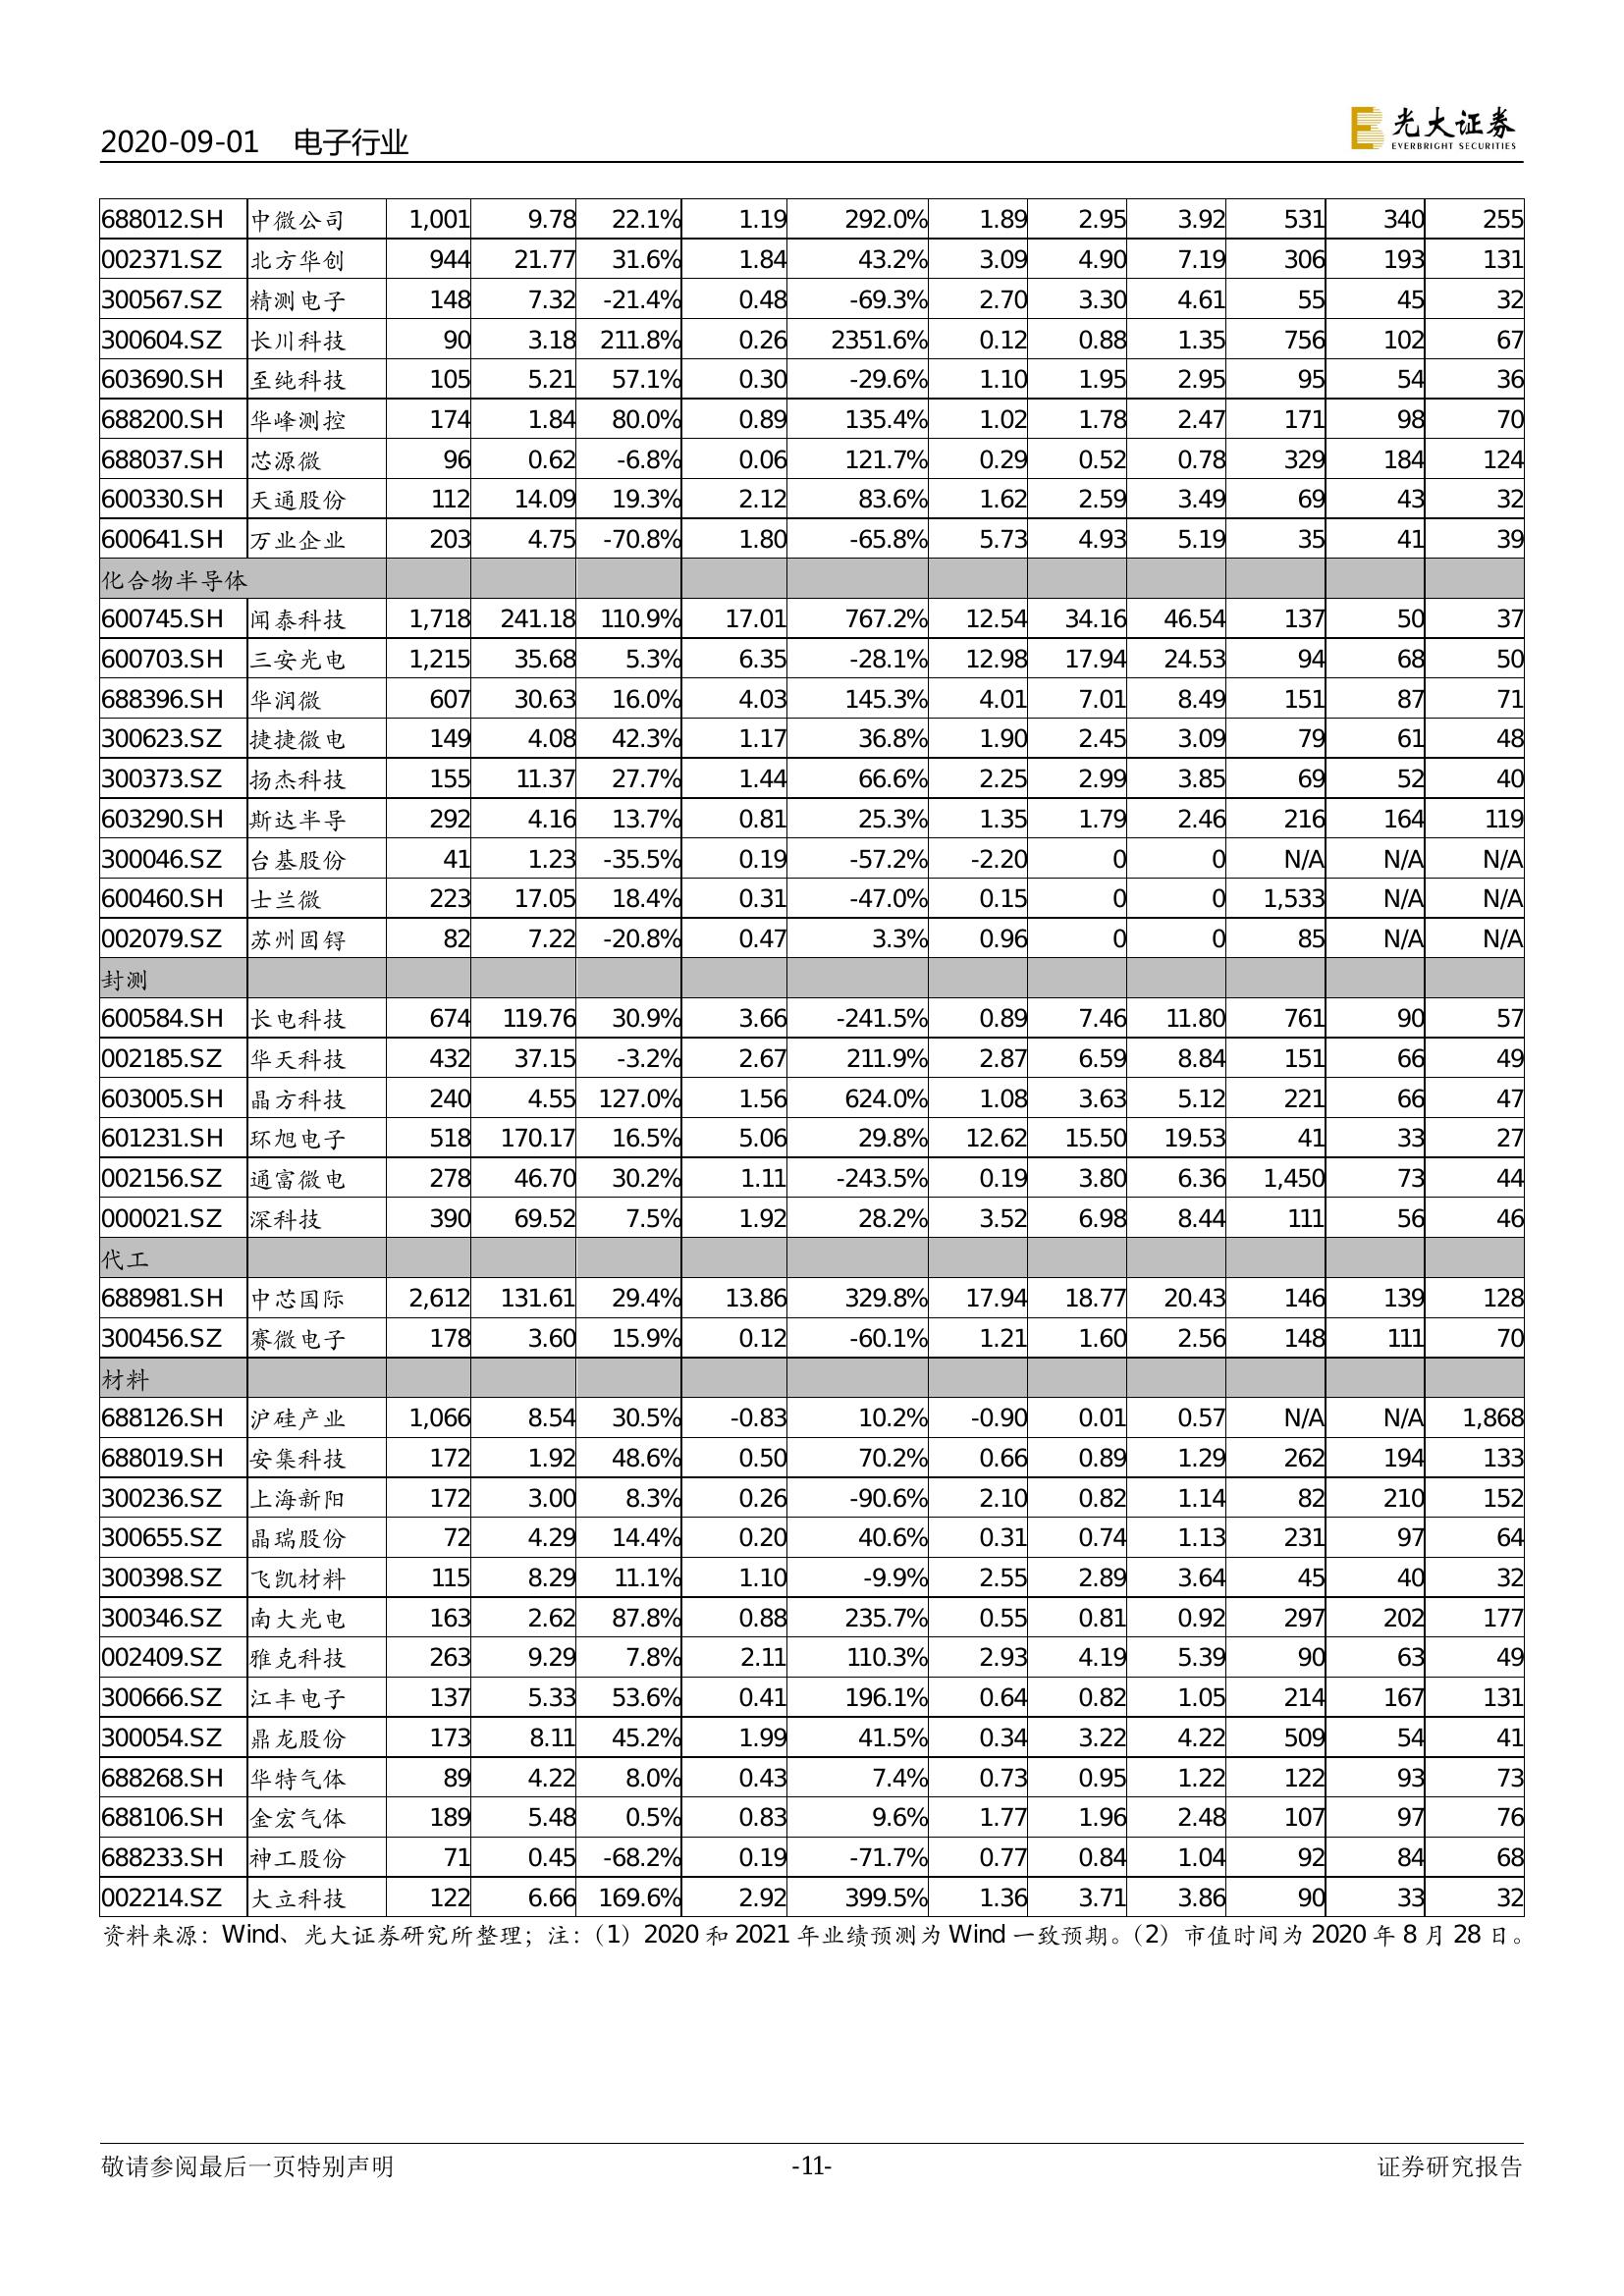 2020-09-01 电子行业
光大证券
EVERBRIGHT SECURITIES
688012.SH 中微公司 1,001 9.78 22.1% 1.19 292.0% 1.89 2.95 3.92 531 340 255
002371.SZ 北方华创 944 21.77 31.6% 1.84 43.2% 3.09 4.90 7.19 306 193 131
300567.SZ 精测电子 148 7.32 -21.4% 0.48 -69.3% 2.70 3.30 4.61 55 45 32
300604.SZ 长川科技 90 3.18 211.8% 0.26 2351.6% 0.12 0.88 1.35 756 102 67
603690.SH 至纯科技 105 5.21 57.1% 0.30 -29.6% 1.10 1.95 2.95 95 54 36
688200.SH 华峰测控 174 1.84 80.0% 0.89 135.4% 1.02 1.78 2.47 171 98 70
688037.SH 芯源微 96 0.62 -6.8% 0.06 121.7% 0.29 0.52 0.78 329 184 124
600330.SH 天通股份 112 14.09 19.3% 2.12 83.6% 1.62 2.59 3.49 69 43 32
600641.SH 万业企业 203 4.75 -70.8% 1.80 -65.8% 5.73 4.93 5.19 35 41 39
化合物半导体
600745.SH 闻泰科技 1,718 241.18 110.9% 17.01 767.2% 12.54 34.16 46.54 137 50 37
600703.SH 三安光电 1,215 35.68 5.3% 6.35 -28.1% 12.98 17.94 24.53 94 68 50
688396.SH 华润微 607 30.63 16.0% 4.03 145.3% 4.01 7.01 8.49 151 87 71
300623.SZ 捷捷微电 149 4.08 42.3% 1.17 36.8% 1.90 2.45 3.09 79 61 48
300373.SZ 扬杰科技 155 11.37 27.7% 1.44 66.6% 2.25 2.99 3.85 69 52 40
603290.SH 斯达半导 292 4.16 13.7% 0.81 25.3% 1.35 1.79 2.46 216 164 119
300046.SZ 台基股份 41 1.23 -35.5% 0.19 -57.2% -2.20 0 0 N/A N/A N/A
600460.SH 士兰微 223 17.05 18.4% 0.31 -47.0% 0.15 0 0 1,533 N/A N/A
002079.SZ 苏州固锝 82 7.22 -20.8% 0.47 3.3% 0.96 0 0 85 N/A N/A
封测
600584.SH 长电科技 674 119.76 30.9% 3.66 -241.5% 0.89 7.46 11.80 761 90 57
002185.SZ 华天科技 432 37.15 -3.2% 2.67 211.9% 2.87 6.59 8.84 151 66 49
603005.SH 晶方科技 240 4.55 127.0% 1.56 624.0% 1.08 3.63 5.12 221 66 47
601231.SH 环旭电子 518 170.17 16.5% 5.06 29.8% 12.62 15.50 19.53 41 33 27
002156.SZ 通富微电 278 46.70 30.2% 1.11 -243.5% 0.19 3.80 6.36 1,450 73 44
000021.SZ 深科技 390 69.52 7.5% 1.92 28.2% 3.52 6.98 8.44 111 56 46
代工
688981.SH 中芯国际 2,612 131.61 29.4% 13.86 329.8% 17.94 18.77 20.43 146 139 128
300456.SZ 赛微电子 178 3.60 15.9% 0.12 -60.1% 1.21 1.60 2.56 148 111 70
材料
688126.SH 沪硅产业 1,066 8.54 30.5% -0.83 10.2% -0.90 0.01 0.57 N/A N/A 1,868
688019.SH 安集科技 172 1.92 48.6% 0.50 70.2% 0.66 0.89 1.29 262 194 133
300236.SZ 上海新阳 172 3.00 8.3% 0.26 -90.6% 2.10 0.82 1.14 82 210 152
300655.SZ 晶瑞股份 72 4.29 14.4% 0.20 40.6% 0.31 0.74 1.13 231 97 64
300398.SZ 飞凯材料 115 8.29 11.1% 1.10 -9.9% 2.55 2.89 3.64 45 40 32
300346.SZ 南大光电 163 2.62 87.8% 0.88 235.7% 0.55 0.81 0.92 297 202 177
002409.SZ 雅克科技 263 9.29 7.8% 2.11 110.3% 2.93 4.19 5.39 90 63 49
300666.SZ 江丰电子 137 5.33 53.6% 0.41 196.1% 0.64 0.82 1.05 214 167 131
300054.SZ 鼎龙股份 173 8.11 45.2% 1.99 41.5% 0.34 3.22 4.22 509 54 41
688268.SH 华特气体 89 4.22 8.0% 0.43 7.4% 0.73 0.95 1.22 122 93 73
688106.SH 金宏气体 189 5.48 0.5% 0.83 9.6% 1.77 1.96 2.48 107 97 76
688233.SH 神工股份 71 0.45 -68.2% 0.19 -71.7% 0.77 0.84 1.04 92 84 68
002214.SZ 大立科技 122 6.66 169.6% 2.92 399.5% 1.36 3.71 3.86 90 33 32
资料来源：Wind、光大证券研究所整理；注：（1）2020 和 2021 年业绩预测为 Wind 一致预期。（2）市值时间为 2020 年 8 月 28 日。
敬请参阅最后一页特别声明 -11- 证券研究报告